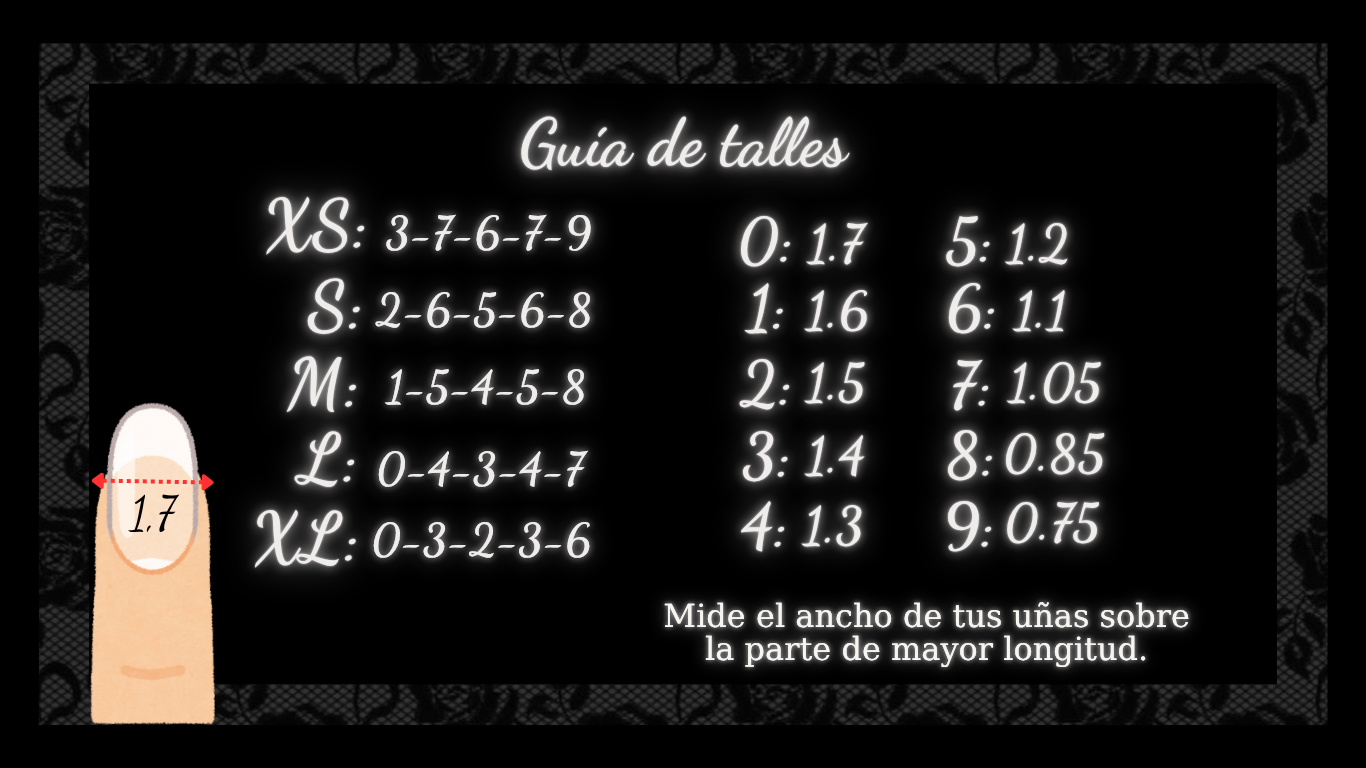 Guía de talles
XS: 3-7-6-7-9
S: 2-6-5-6-8
M: 1-5-4-5-8
L: 0-4-3-4-7
XL: 0-3-2-3-6
0: 1.7
1: 1.6
2: 1.5
3: 1.4
4: 1.3
5: 1.2
6: 1.1
7: 1.05
8: 0.85
9: 0.75
1.7
Mide el ancho de tus uñas sobre
la parte de mayor longitud.